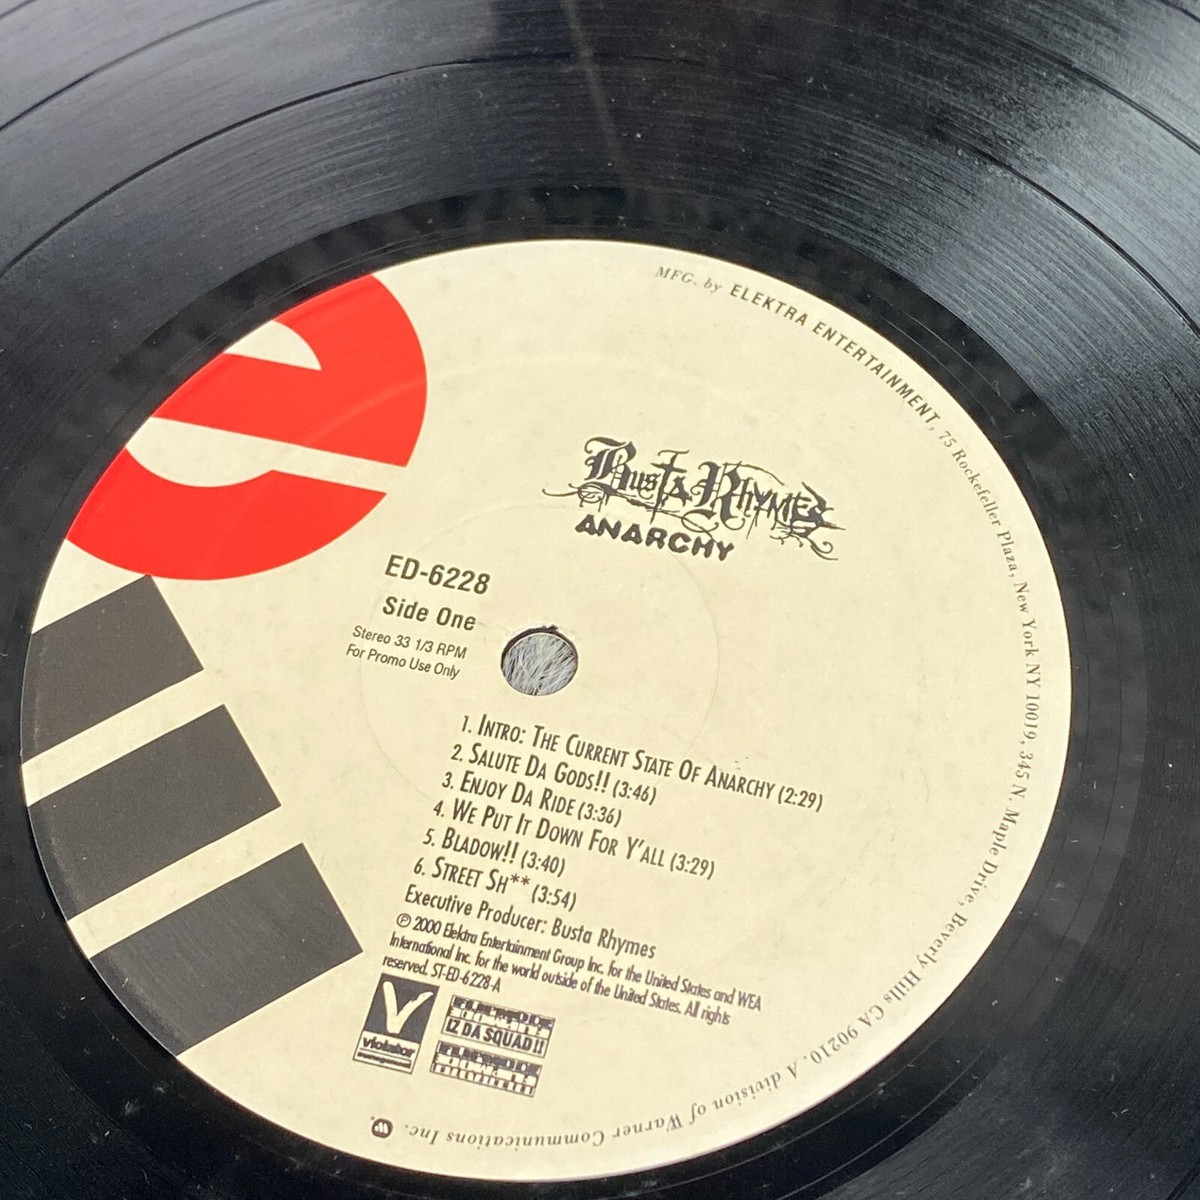 MFG. by ELEKTRA ENTERTAINMENT, 75 Rockefeller Plaza, New York NY 10019, 345 N. Maple Drive, Beverly Hills CA 90210. A division of Warner Communications Inc.
Busta Rhymes
ANARCHY
ED-6228
Side One
Stereo 33 1/3 RPM
For Promo Use Only
1. INTRO: THE CURRENT STATE OF ANARCHY (2:29)
2. SALUTE DA GODS!! (3:46)
3. ENJOY DA RIDE (3:36)
4. WE PUT IT DOWN FOR Y'ALL (3:29)
5. BLADOW!! (3:40)
6. STREET SH** (3:54)
Executive Producer: Busta Rhymes
℗ 2000 Elektra Entertainment Group Inc. for the United States and WEA
International Inc. for the world outside of the United States. All rights
reserved. ST-ED-6228-A
violator
FLIPMODE
IZ DA SQUAD!!
FLIPMODE
ENTERTAINMENT